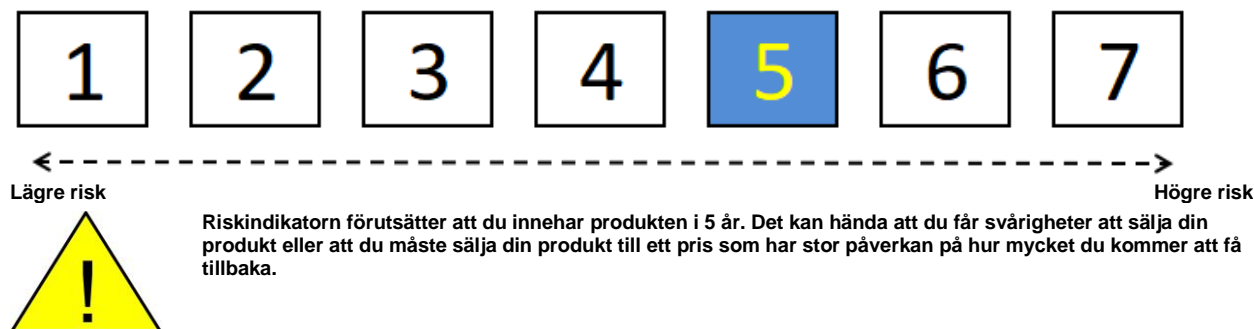 1 2 3 4 5 6 7
Lägre risk Högre risk
Riskindikatorn förutsätter att du innehar produkten i 5 år. Det kan hända att du får svårigheter att sälja din
produkt eller att du måste sälja din produkt till ett pris som har stor påverkan på hur mycket du kommer att få
tillbaka.
!